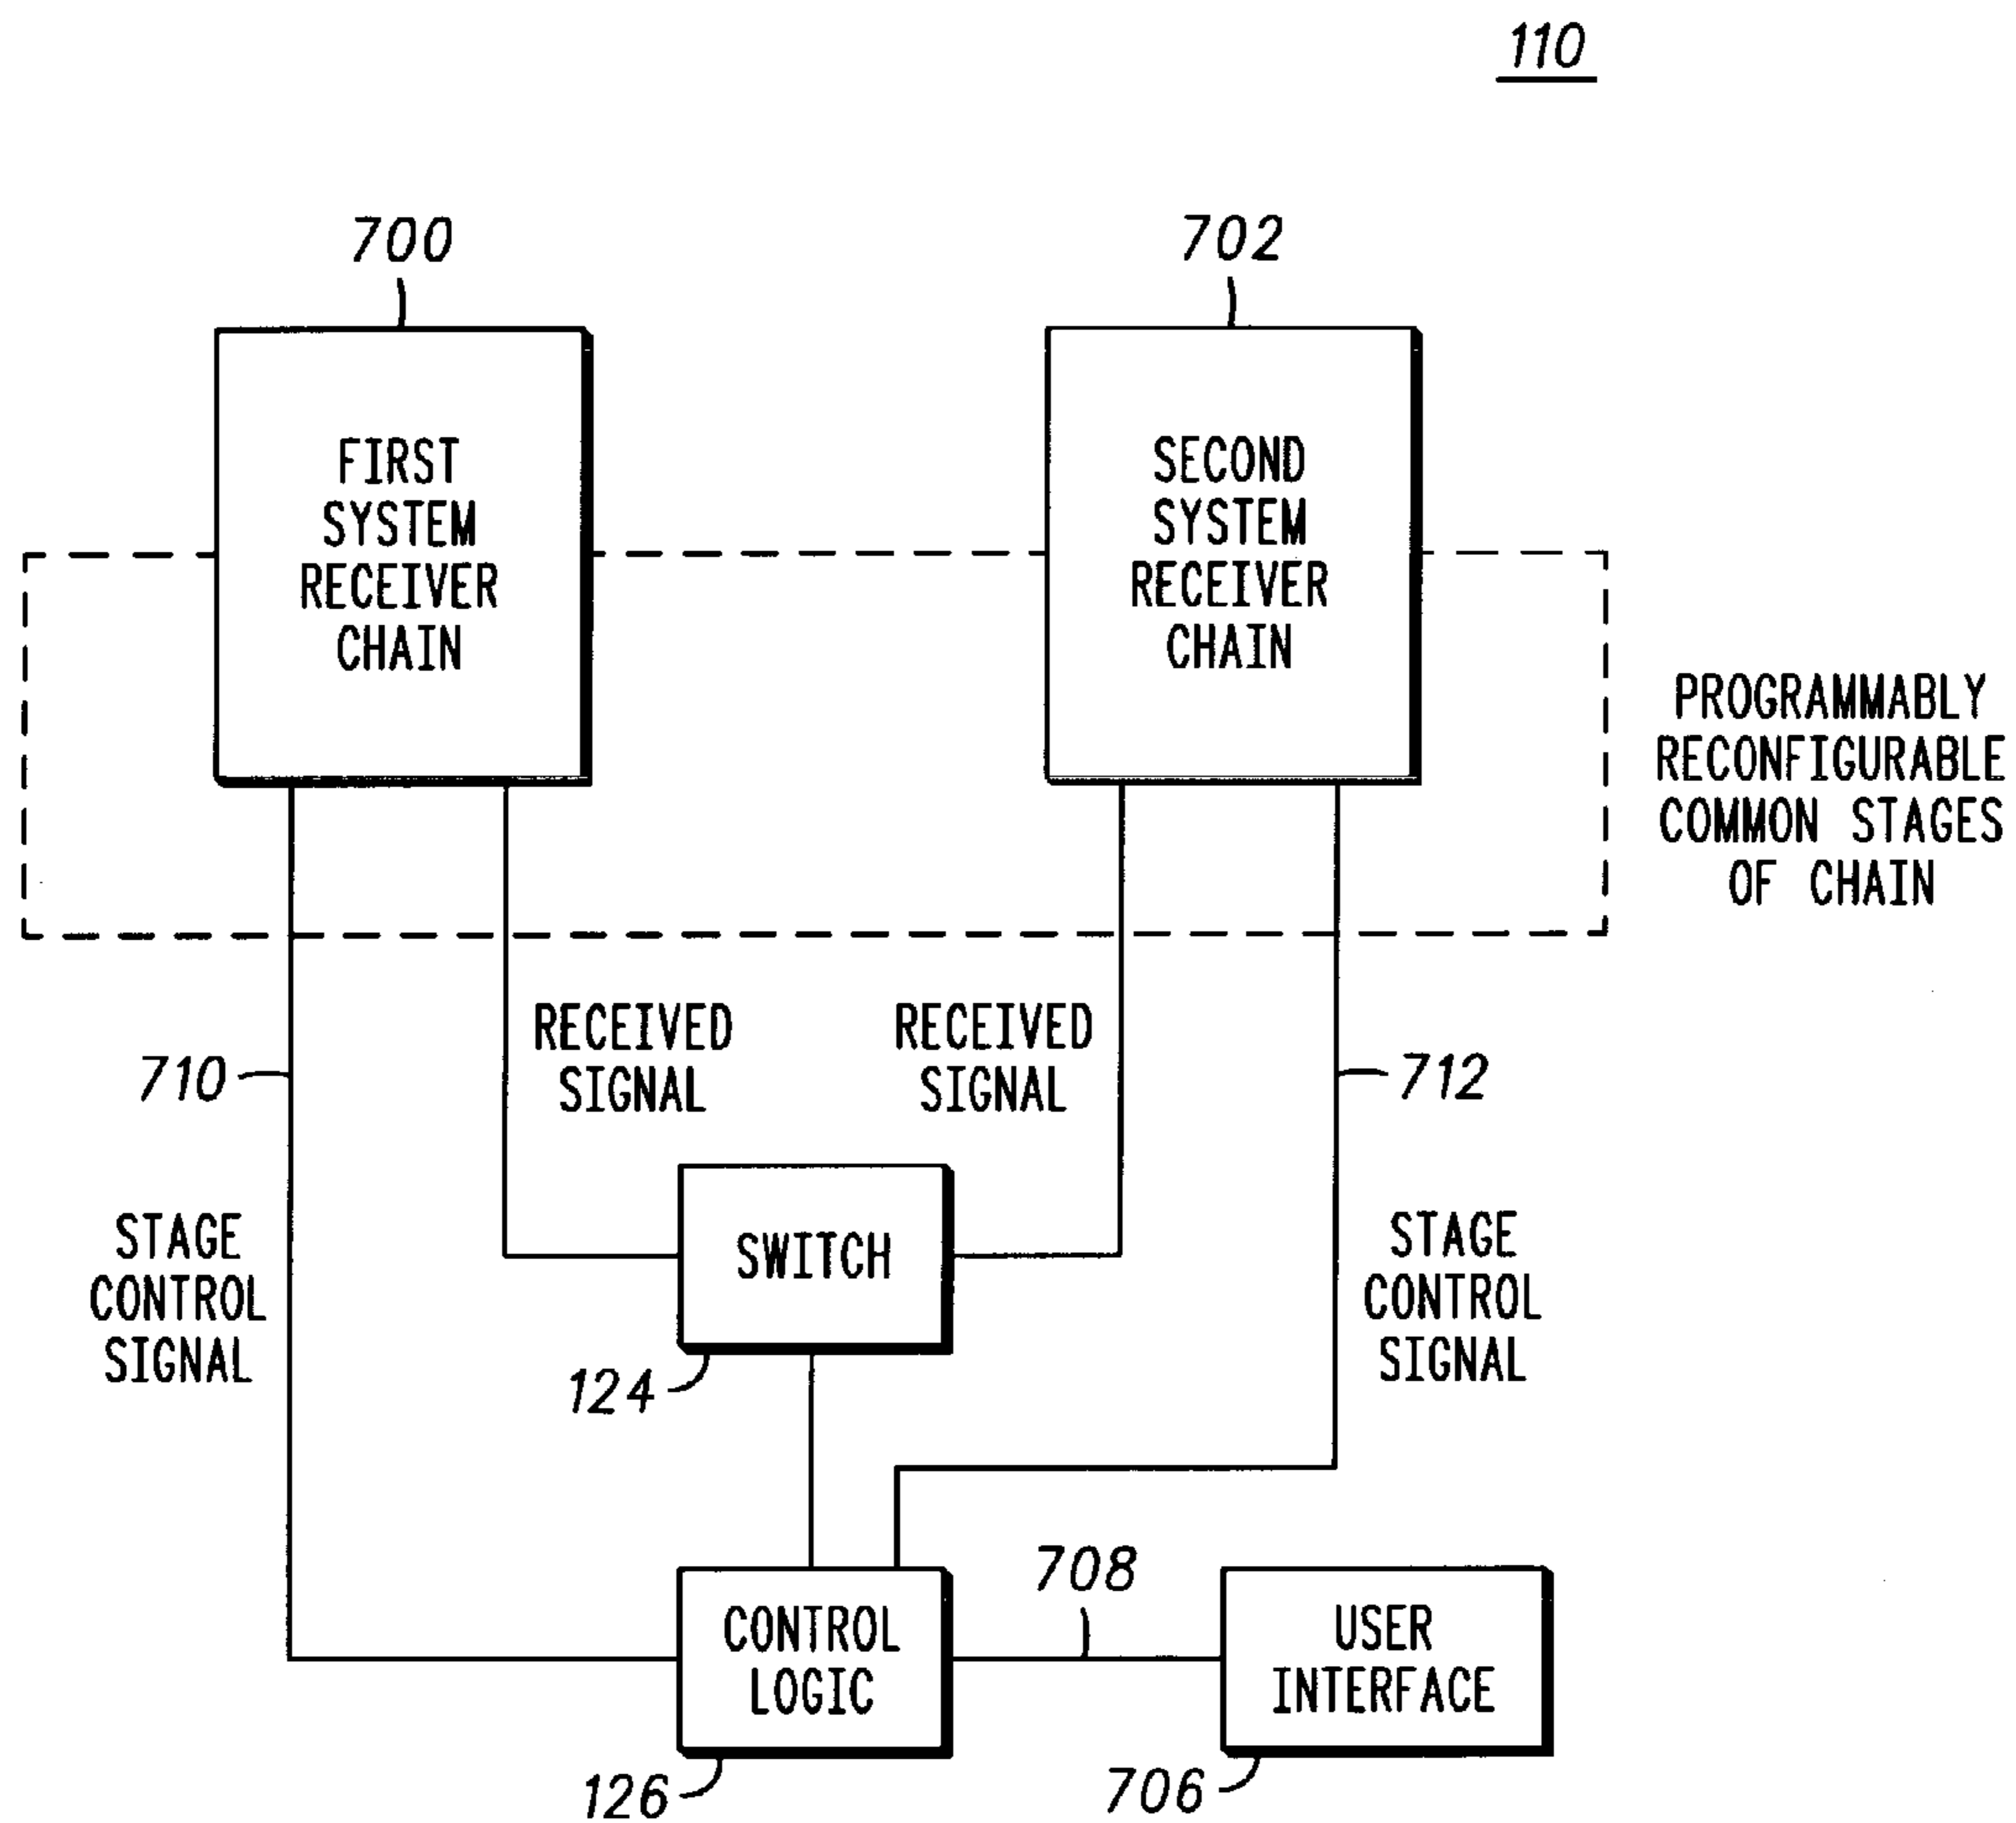 110
700
702
FIRST
SYSTEM
RECEIVER
CHAIN
SECOND
SYSTEM
RECEIVER
CHAIN
PROGRAMMABLY
RECONFIGURABLE
COMMON STAGES
OF CHAIN
RECEIVED
SIGNAL
RECEIVED
SIGNAL
710
712
STAGE
CONTROL
SIGNAL
SWITCH
STAGE
CONTROL
SIGNAL
124
708
CONTROL
LOGIC
USER
INTERFACE
126
706